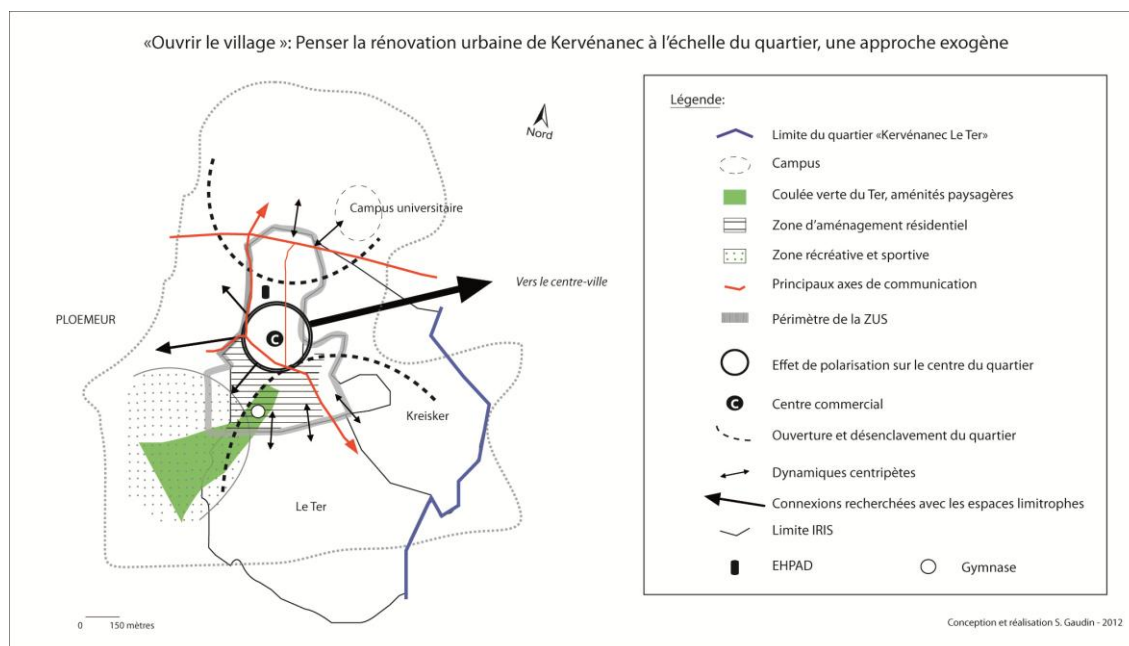 «Ouvrir le village »: Penser la rénovation urbaine de Kervénanec à l’échelle du quartier, une approche exogène
Nord
Campus universitaire
Vers le centre-ville
PLOEMEUR
C
Kreisker
Le Ter
0 150 mètres
Légende:
Limite du quartier «Kervénanec Le Ter»
Campus
Coulée verte du Ter, aménités paysagères
Zone d’aménagement résidentiel
Zone récréative et sportive
Principaux axes de communication
Périmètre de la ZUS
Effet de polarisation sur le centre du quartier
C Centre commercial
Ouverture et désenclavement du quartier
Dynamiques centripètes
Connexions recherchées avec les espaces limitrophes
Limite IRIS
EHPAD Gymnase
Conception et réalisation S. Gaudin - 2012